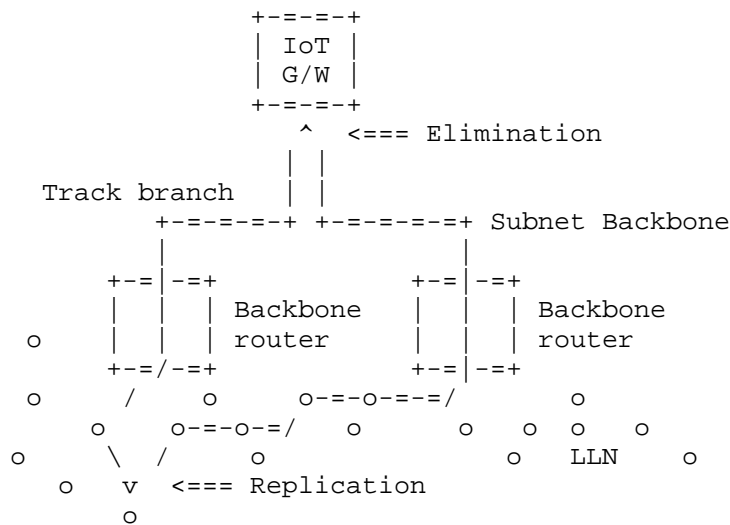 +-=-=-+
| IoT |
| G/W |
+-=-=-+
^ <=== Elimination
| |
Track branch | |
+-=-=-=-+ +-=-=-=-=+ Subnet Backbone
| |
+-=|-=+ +-=|-=+
| | | Backbone | | | Backbone
o | | | router | | | router
+-=/-=+ +-=|-=+
o / o o-=-o-=-=/ o
o o-=-o-=/ o o o o o
o \ / o o LLN o
o v <=== Replication
o